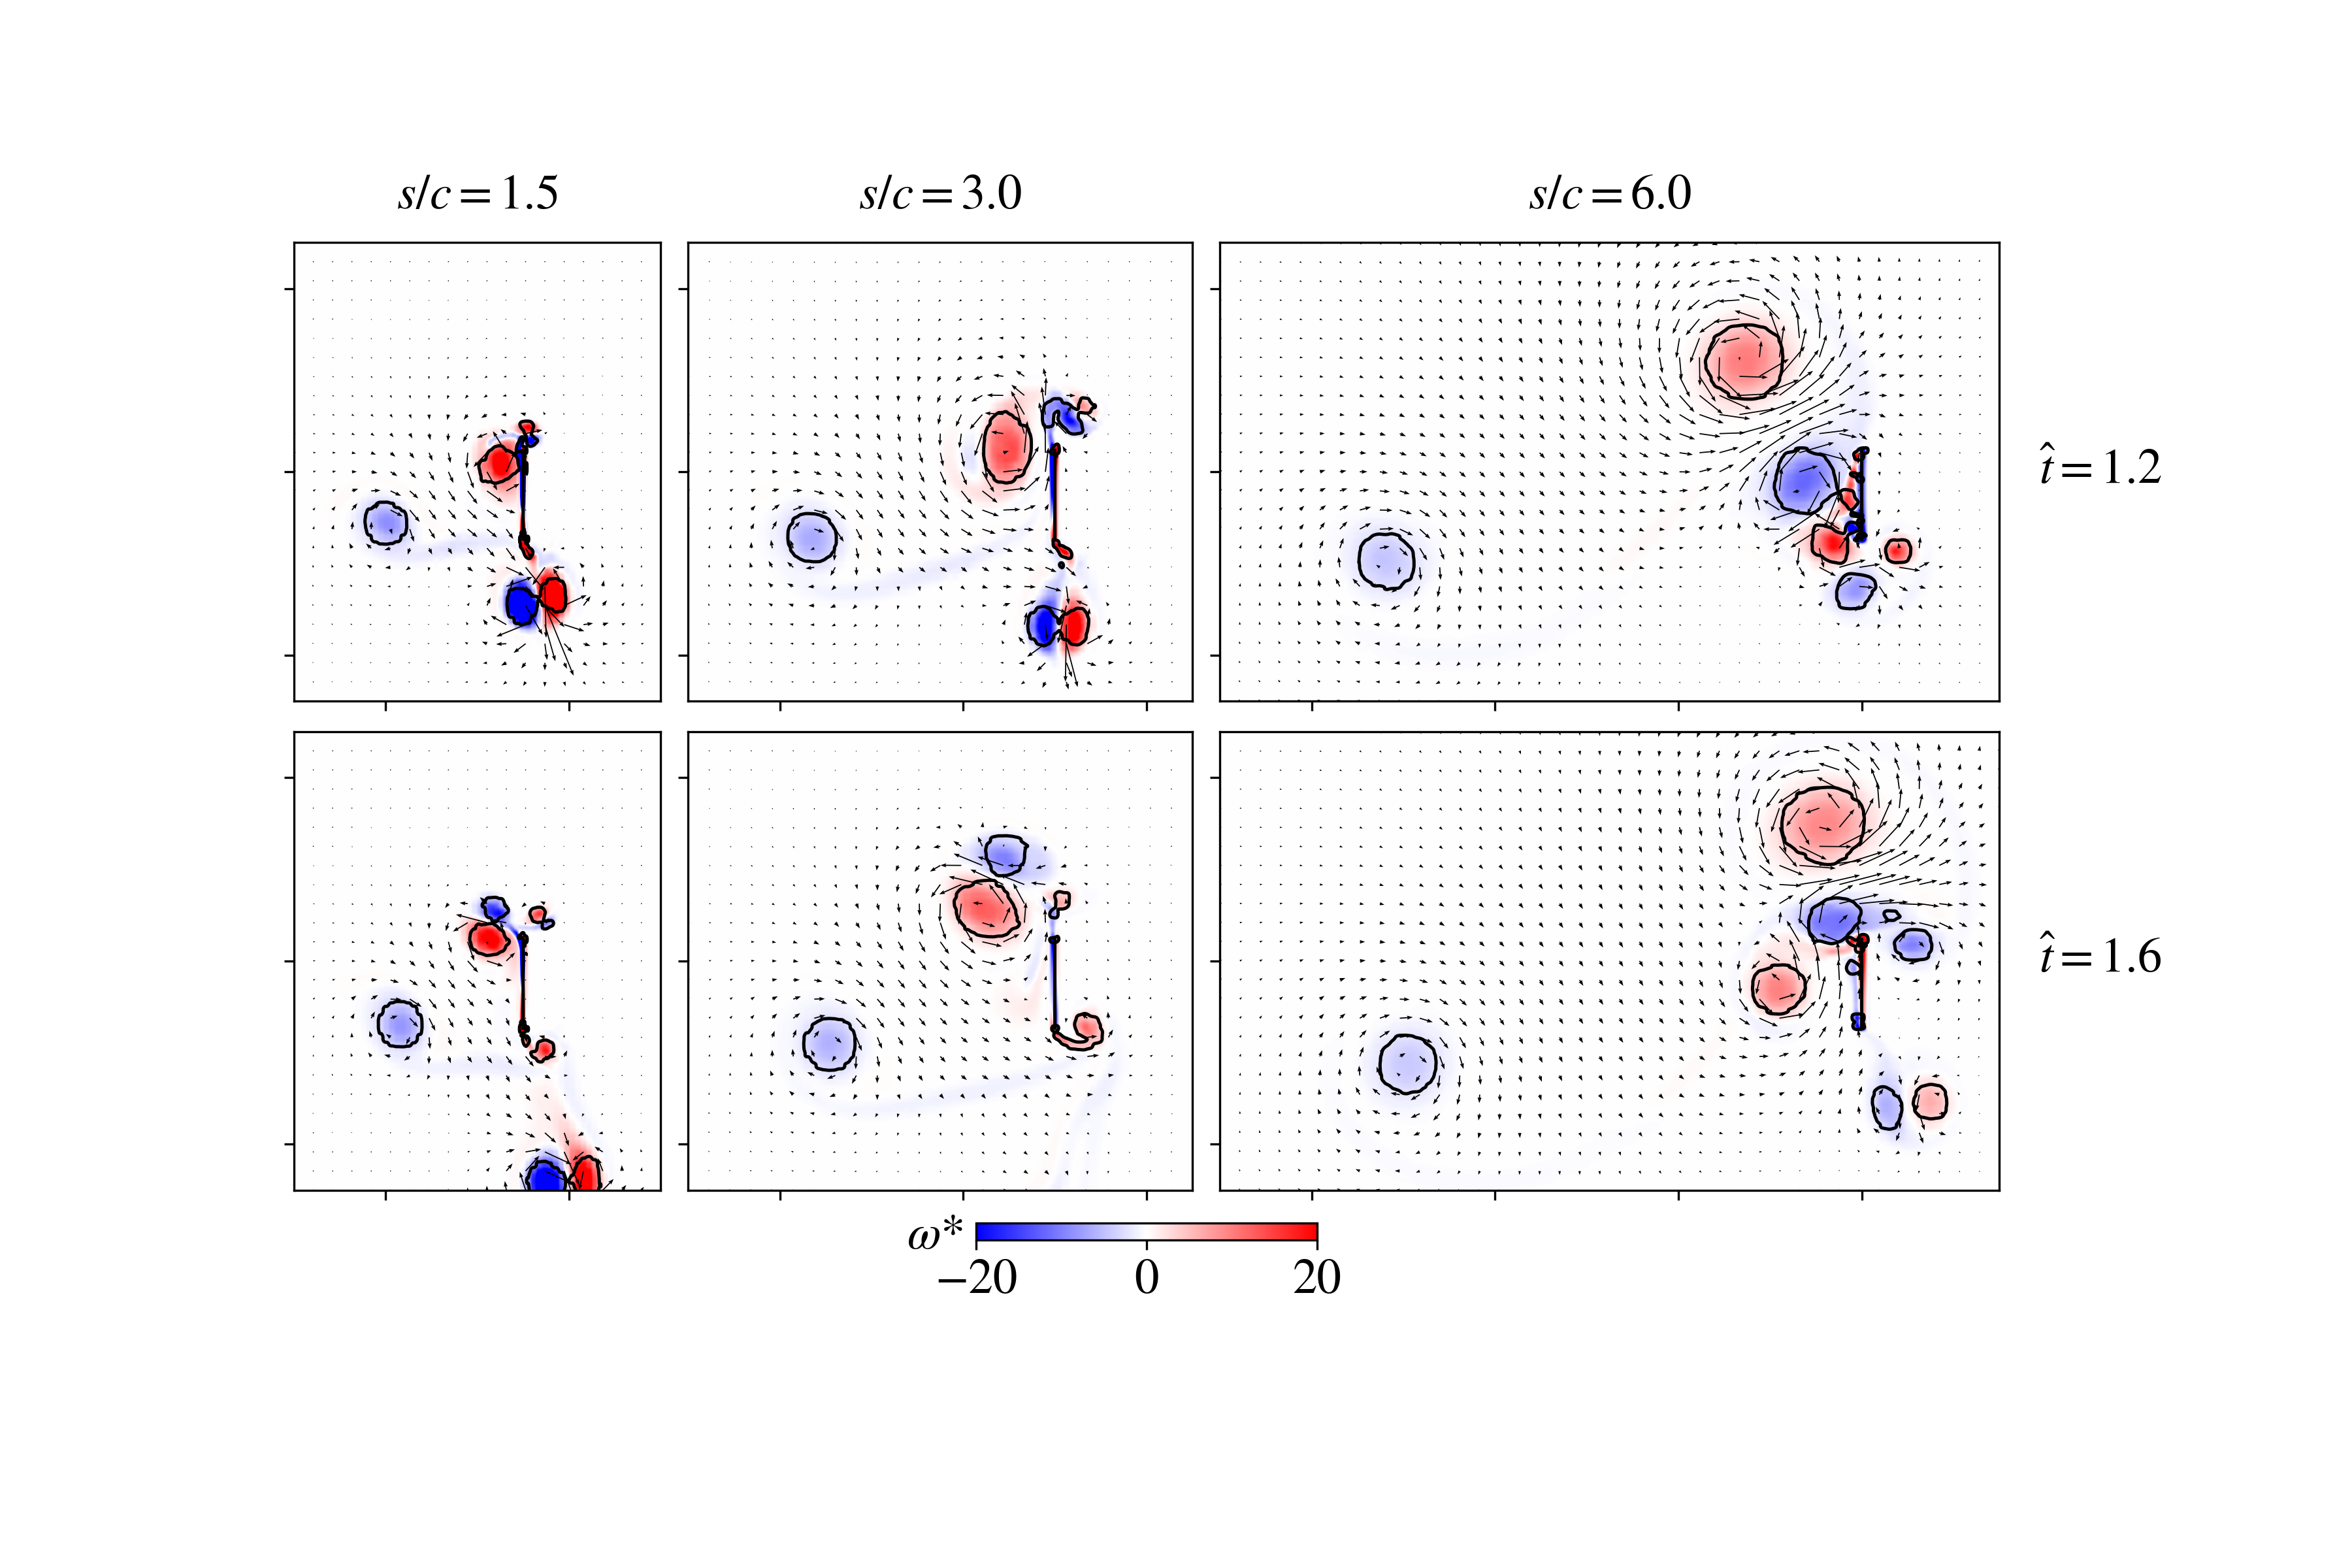 s/c = 1.5
s/c = 3.0
s/c = 6.0
t̂ = 1.2
t̂ = 1.6
ω*
−20 0 20